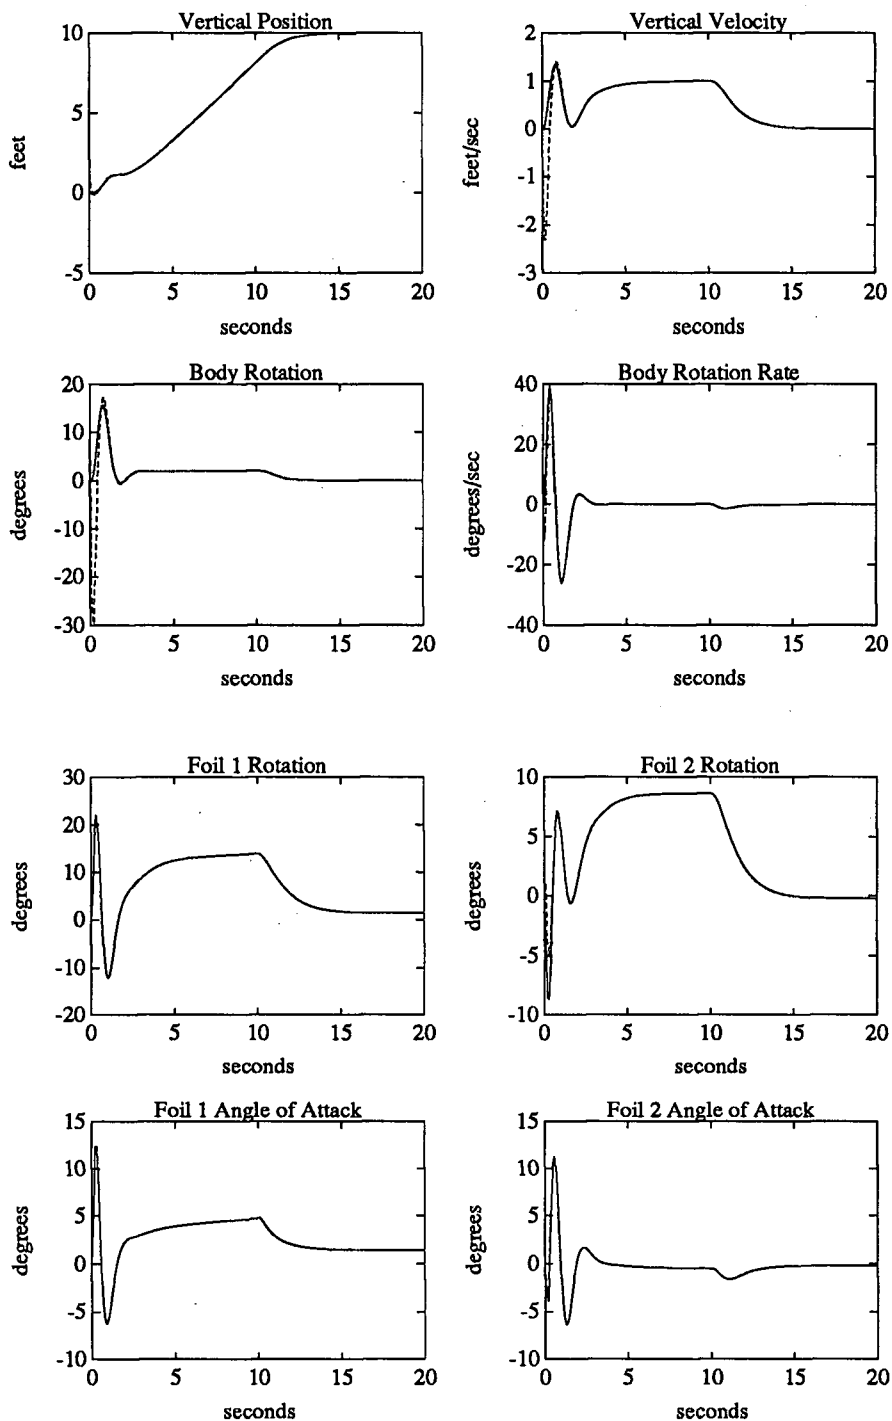 Vertical Position
10
5
0
-5
feet
0 5 10 15 20
seconds
Vertical Velocity
2
1
0
-1
-2
-3
feet/sec
0 5 10 15 20
seconds
Body Rotation
20
10
0
-10
-20
-30
degrees
0 5 10 15 20
seconds
Body Rotation Rate
40
20
0
-20
-40
degrees/sec
0 5 10 15 20
seconds
Foil 1 Rotation
30
20
10
0
-10
-20
degrees
0 5 10 15 20
seconds
Foil 2 Rotation
10
5
0
-5
-10
degrees
0 5 10 15 20
seconds
Foil 1 Angle of Attack
15
10
5
0
-5
-10
degrees
0 5 10 15 20
seconds
Foil 2 Angle of Attack
15
10
5
0
-5
-10
degrees
0 5 10 15 20
seconds